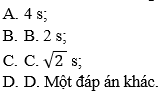 A. 4 s;
B. B. 2 s;
C. C. √2 s;
D. D. Một đáp án khác.